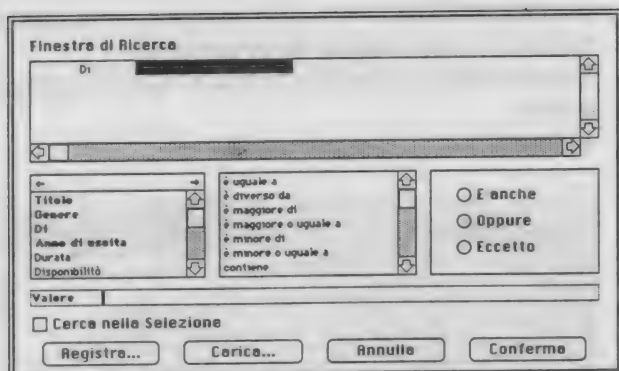 Finestra di Ricerca
Di
Titolo
Genere
Di
Anno di uscita
Durata
Disponibilità
è uguale a
è diverso da
è maggiore di
è maggiore o uguale a
è minore di
è minore o uguale a
contiene
E anche
Oppure
Eccetto
Valore
Cerca nella Selezione
Registra...
Carica...
Annulla
Conferma